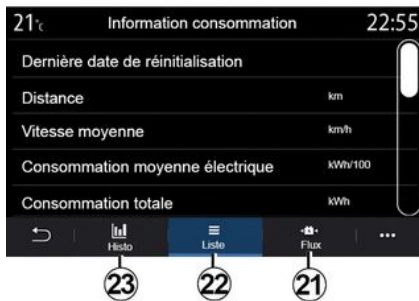 21°C Information consommation 22:55
Dernière date de réinitialisation
Distance km
Vitesse moyenne km/h
Consommation moyenne électrique kWh/100
Consommation totale kWh
Histo Liste Flux
23 22 21